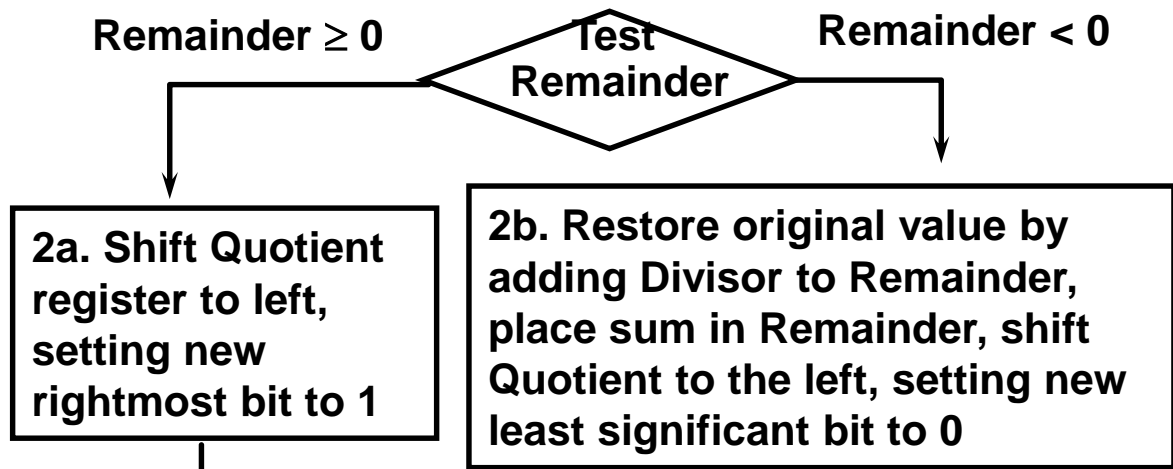 Remainder ≥ 0
Test
Remainder
Remainder < 0
2a. Shift Quotient
register to left,
setting new
rightmost bit to 1
2b. Restore original value by
adding Divisor to Remainder,
place sum in Remainder, shift
Quotient to the left, setting new
least significant bit to 0